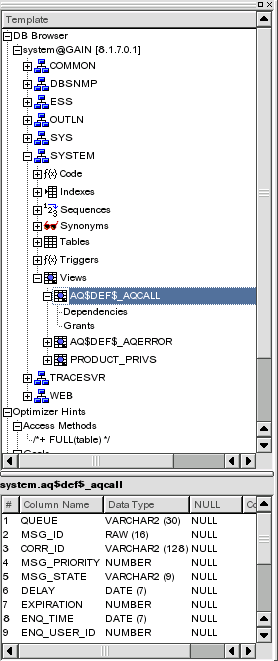 Template
DB Browser
system@GAIN [8.1.7.0.1]
COMMON
DBSNMP
ESS
OUTLN
SYS
SYSTEM
f(x) Code
Indexes
Sequences
Synonyms
Tables
f(x) Triggers
Views
AQ$DEF$_AQCALL
Dependencies
Grants
AQ$DEF$_AQERROR
PRODUCT_PRIVS
TRACESVR
WEB
Optimizer Hints
Access Methods
/*+ FULL(table) */
system.aq$def$_aqcall
# Column Name Data Type NULL
1 QUEUE VARCHAR2 (30) NULL
2 MSG_ID RAW (16) NULL
3 CORR_ID VARCHAR2 (128) NULL
4 MSG_PRIORITY NUMBER NULL
5 MSG_STATE VARCHAR2 (9) NULL
6 DELAY DATE (7) NULL
7 EXPIRATION NUMBER NULL
8 ENQ_TIME DATE (7) NULL
9 ENQ_USER_ID NUMBER NULL